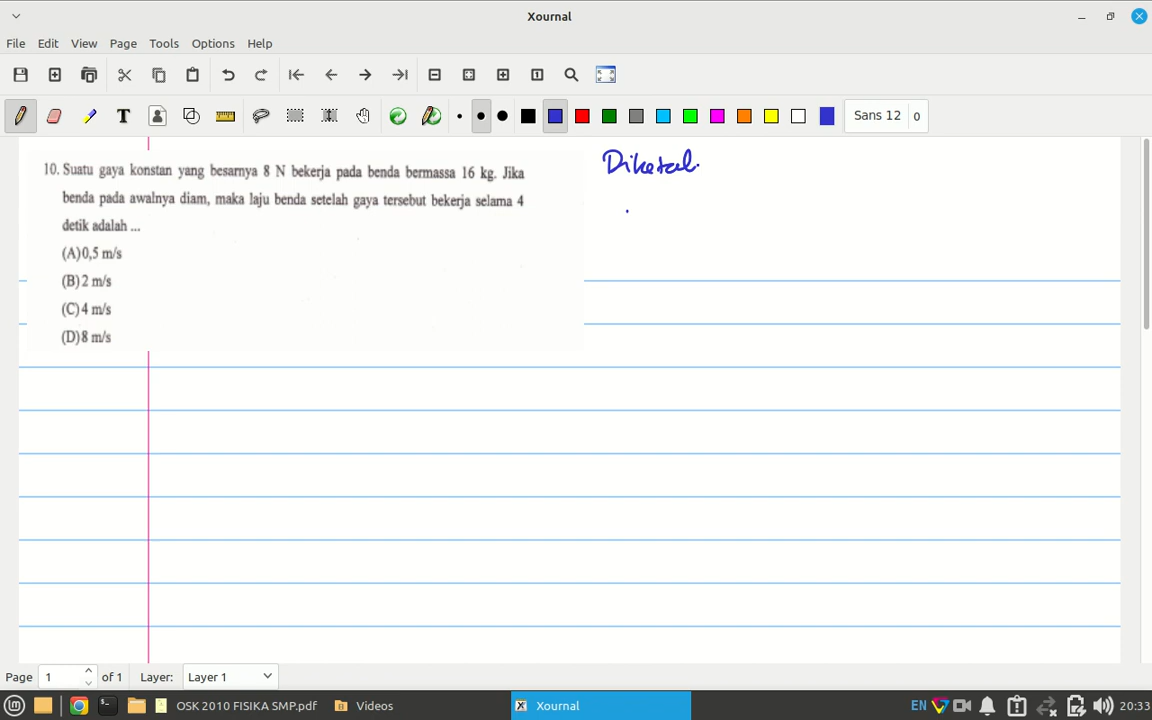 Xournal
File Edit View Page Tools Options Help
Sans 12 0
10. Suatu gaya konstan yang besarnya 8 N bekerja pada benda bermassa 16 kg. Jika
benda pada awalnya diam, maka laju benda setelah gaya tersebut bekerja selama 4
detik adalah ...
(A)0,5 m/s
(B)2 m/s
(C)4 m/s
(D)8 m/s
Diketah
Page 1 of 1 Layer: Layer 1
OSK 2010 FISIKA SMP.pdf Videos Xournal EN 20:33